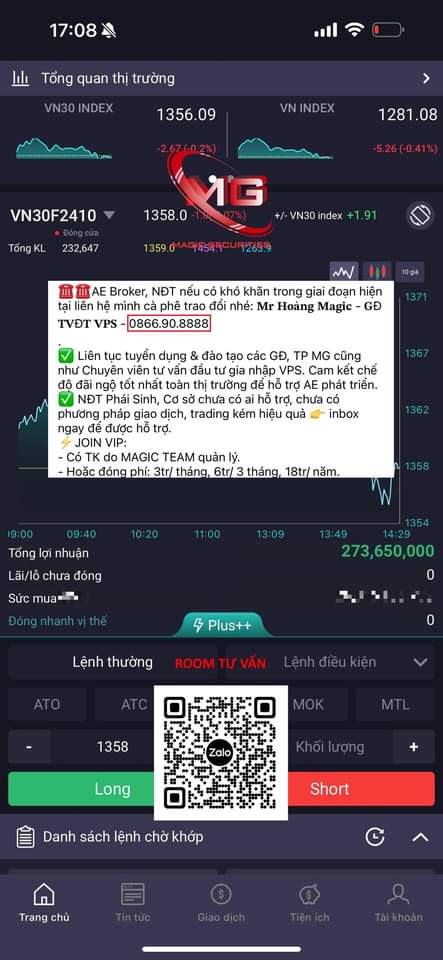 17:08
Tổng quan thị trường
VN30 INDEX
1356.09
-2.67 (-0.2%)
VN INDEX
1281.08
-5.26 (-0.41%)
MG
MAGIC SECURITIES
VN30F2410
1358.0
+/- VN30 index +1.91
Đóng cửa
Tổng KL 232,647
1359.0
1454.1
1263.9
10 giá
1371
☎️☎️AE Broker, NĐT nếu có khó khăn trong giai đoạn hiện
tại liên hệ mình cà phê trao đổi nhé: Mr Hoảng Magic - GĐ
TVĐT VPS - 0866.90.8888
.
✅ Liên tục tuyển dụng & đào tạo các GĐ, TP MG cũng
như Chuyên viên tư vấn đầu tư gia nhập VPS. Cam kết chế
độ đãi ngộ tốt nhất toàn thị trường để hỗ trợ AE phát triển.
✅ NĐT Phái Sinh, Cơ sở chưa có ai hỗ trợ, chưa có
phương pháp giao dịch, trading kém hiệu quả 👉 inbox
ngay để được hỗ trợ.
⚡JOIN VIP:
- Có TK do MAGIC TEAM quản lý.
- Hoặc đóng phí: 3tr/ tháng, 6tr/ 3 tháng, 18tr/ năm.
1367
1362
1358
1354
09:00 09:40 10:20 11:00 13:09 13:49 14:29
Tổng lợi nhuận 273,650,000
Lãi/lỗ chưa đóng 0
Sức mua
Đóng nhanh vị thế 0
Plus++
Lệnh thường
ROOM TƯ VẤN
Lệnh điều kiện
ATO ATC MOK MTL
- 1358 Khối lượng +
Zalo
Long Short
Danh sách lệnh chờ khớp
Trang chủ Tin tức Giao dịch Tiện ích Tài khoản